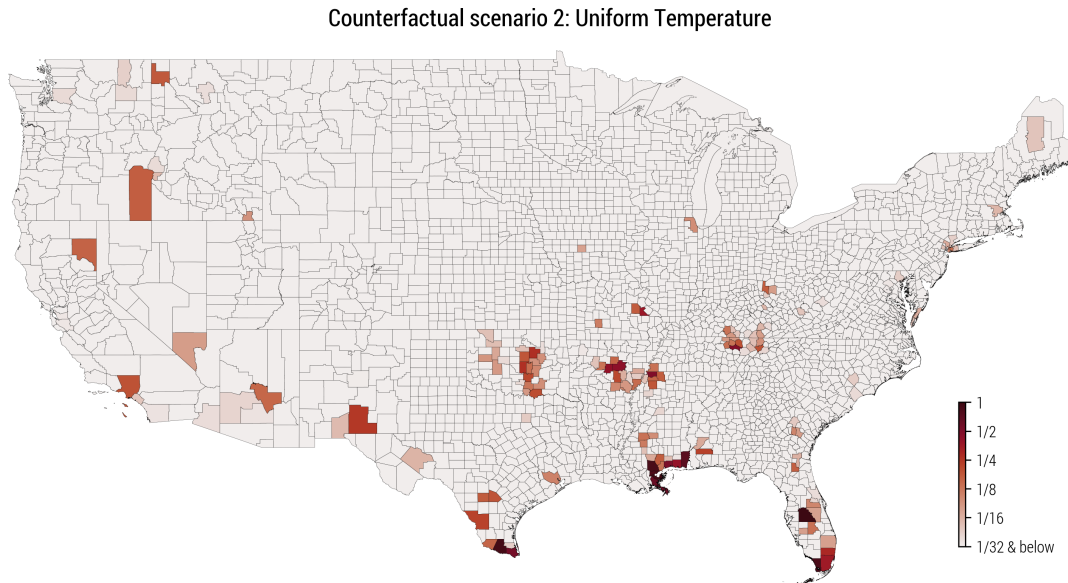 Counterfactual scenario 2: Uniform Temperature
1
1/2
1/4
1/8
1/16
1/32 & below